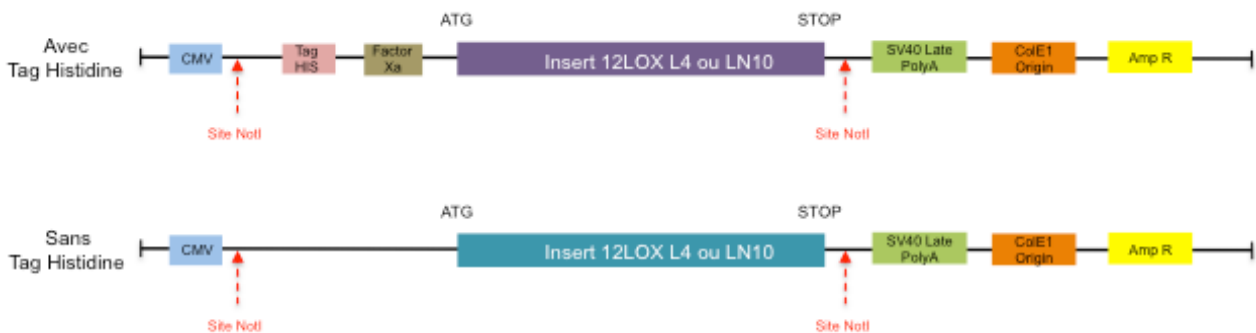 ATG
STOP
Avec
Tag Histidine
CMV
Tag
HIS
Factor
Xa
Insert 12LOX L4 ou LN10
SV40 Late
PolyA
ColE1
Origin
Amp R
Site NotI
Site NotI
ATG
STOP
Sans
Tag Histidine
CMV
Insert 12LOX L4 ou LN10
SV40 Late
PolyA
ColE1
Origin
Amp R
Site NotI
Site NotI